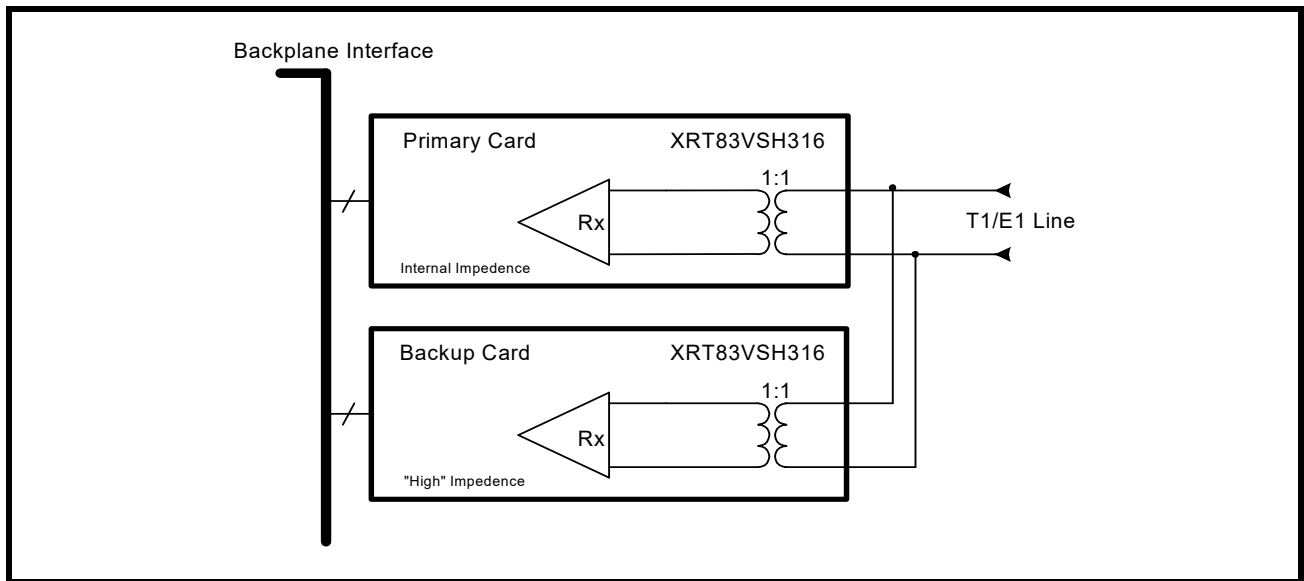 Backplane Interface
Primary Card
XRT83VSH316
1:1
Rx
Internal Impedence
T1/E1 Line
Backup Card
XRT83VSH316
1:1
Rx
"High" Impedence